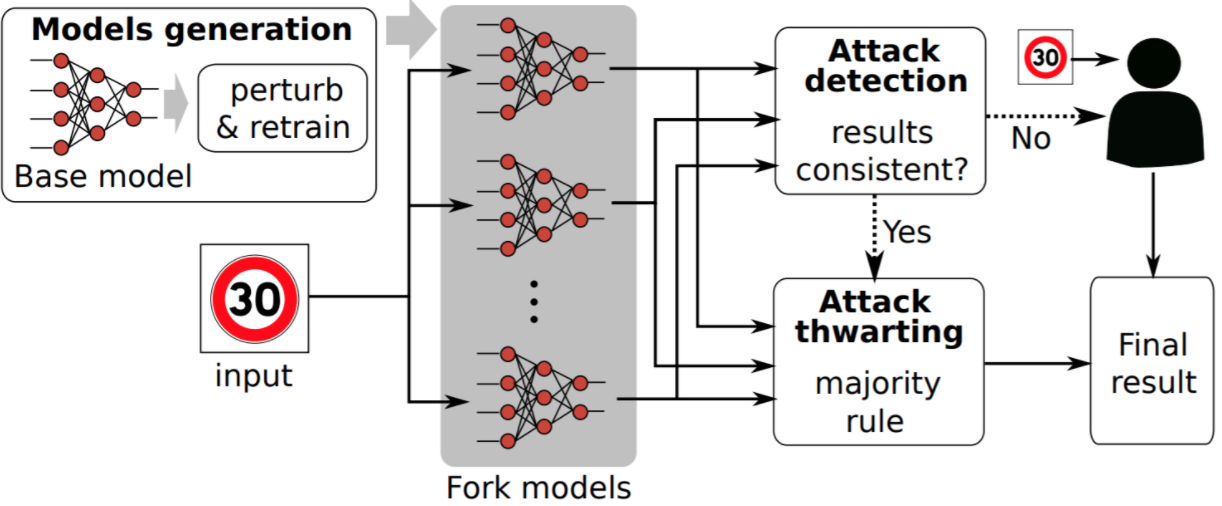 Models generation
perturb
& retrain
Base model
30
input
Fork models
Attack
detection
results
consistent?
No
30
Yes
Attack
thwarting
majority
rule
Final
result